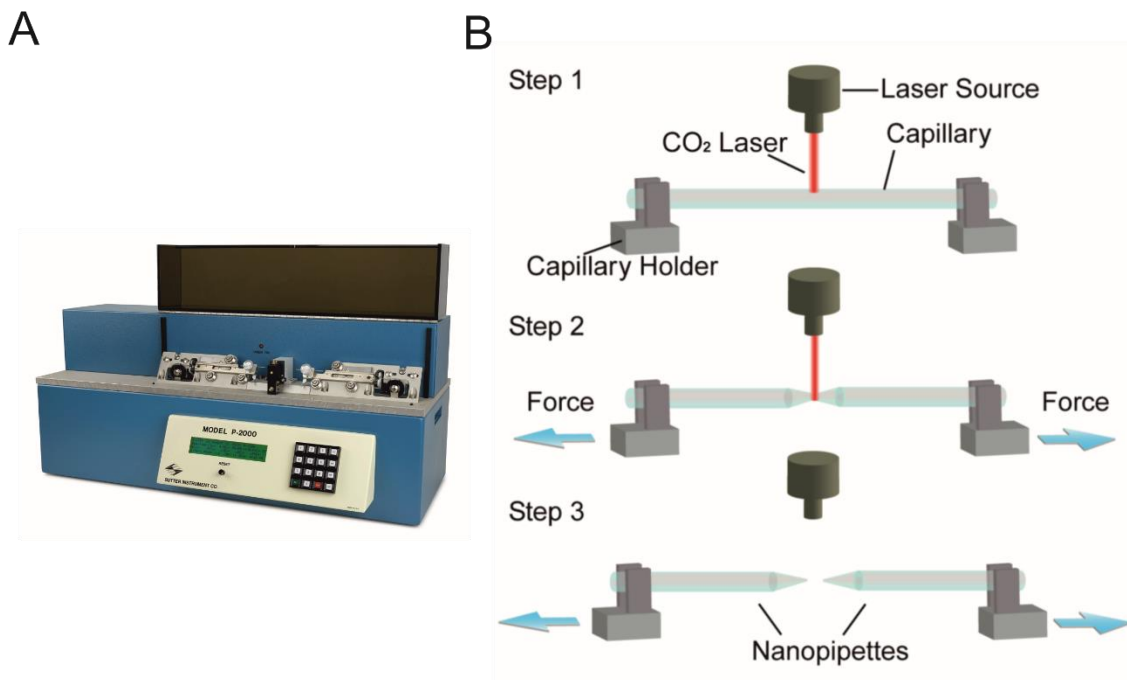 A
B
Step 1
Laser Source
CO₂ Laser
Capillary
Capillary Holder
Step 2
Force
Force
Step 3
Nanopipettes
MODEL P-2000
RESET
SUTTER INSTRUMENT CO.